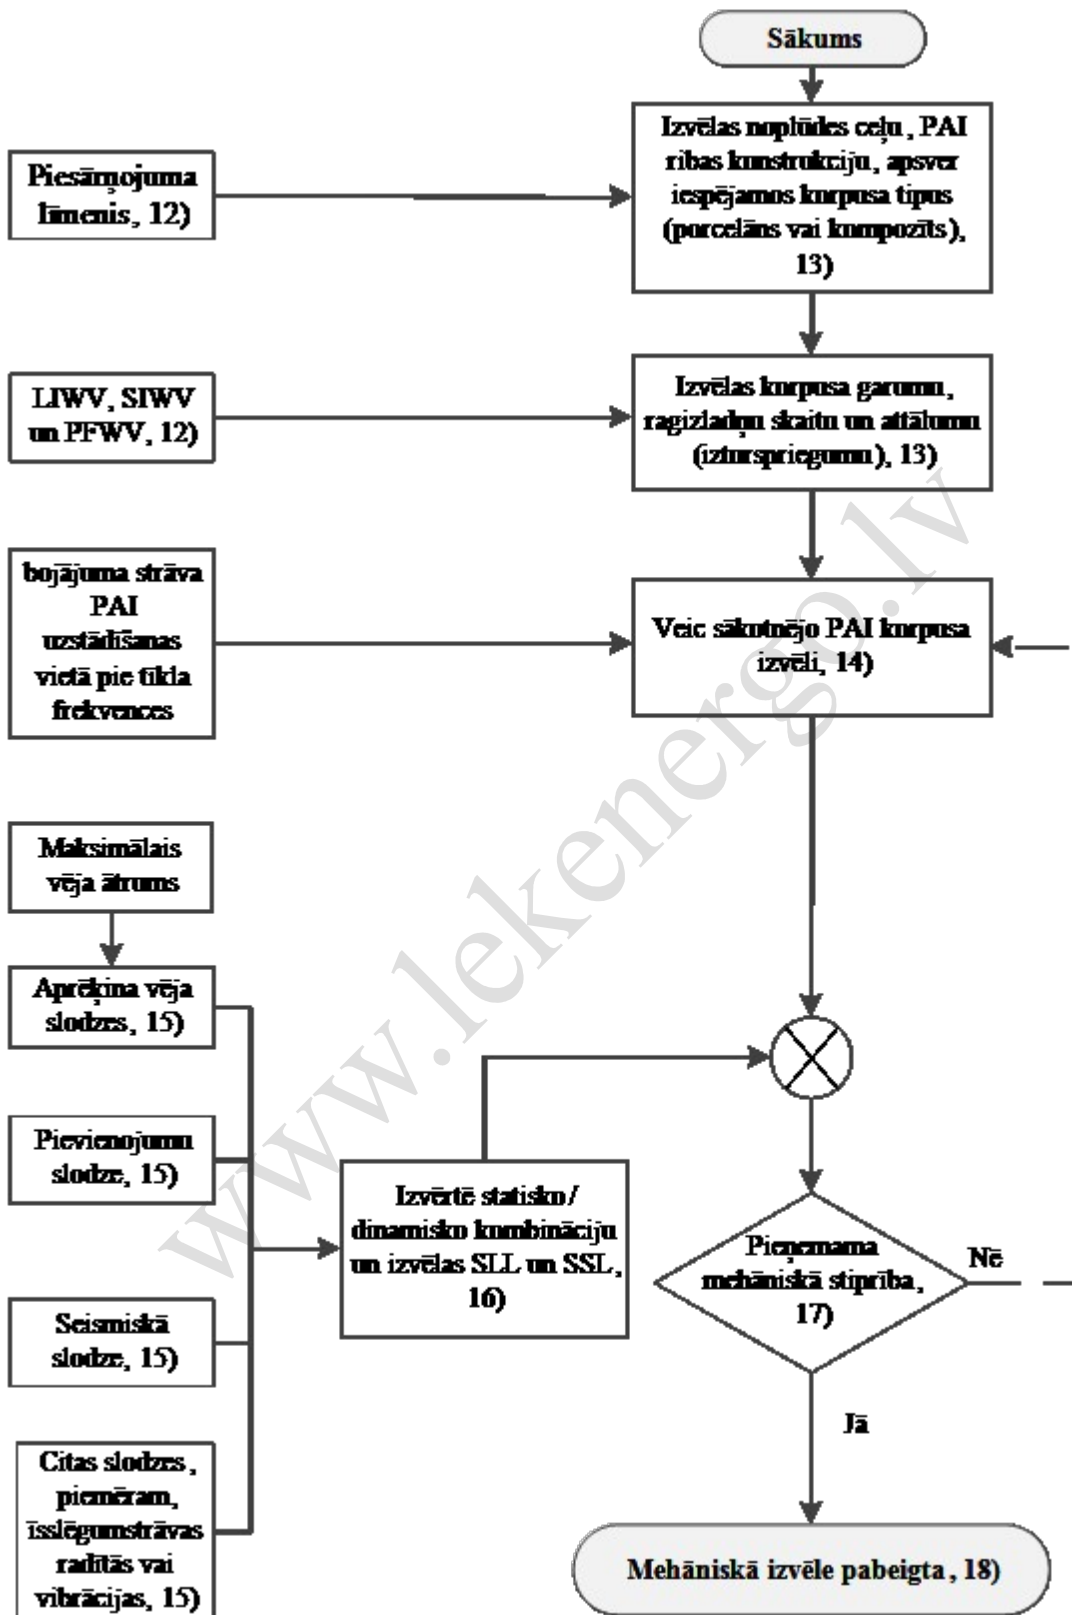 Sākums
Izvēlas noplūdes ceļu, PAI
ribas konstrukciju, apsver
iespējamos korpusa tipus
(porcelāns vai kompozīts),
13)
Piesārņojuma
līmenis, 12)
Izvēlas korpusa garumu,
ragizladņu skaitu un attālumu
(izturspriegumu), 13)
LIWV, SIWV
un PFWV, 12)
bojājuma strāva
PAI
uzstādīšanas
vietā pie tīkla
frekvences
Veic sākotnējo PAI korpusa
izvēli, 14)
Maksimālais
vēja ātrums
Aprēķina vēja
slodzes, 15)
Pievienojumu
slodze, 15)
Izvērtē statisko/
dinamisko kombināciju
un izvēlas SLL un SSL,
16)
Pieņemama
mehāniskā stiprība,
17)
Nē
Seismiskā
slodze, 15)
Jā
Citas slodzes,
piemēram,
īsslēgumstrāvas
radītās vai
vibrācijas, 15)
Mehāniskā izvēle pabeigta, 18)
www.lekenergo.lv